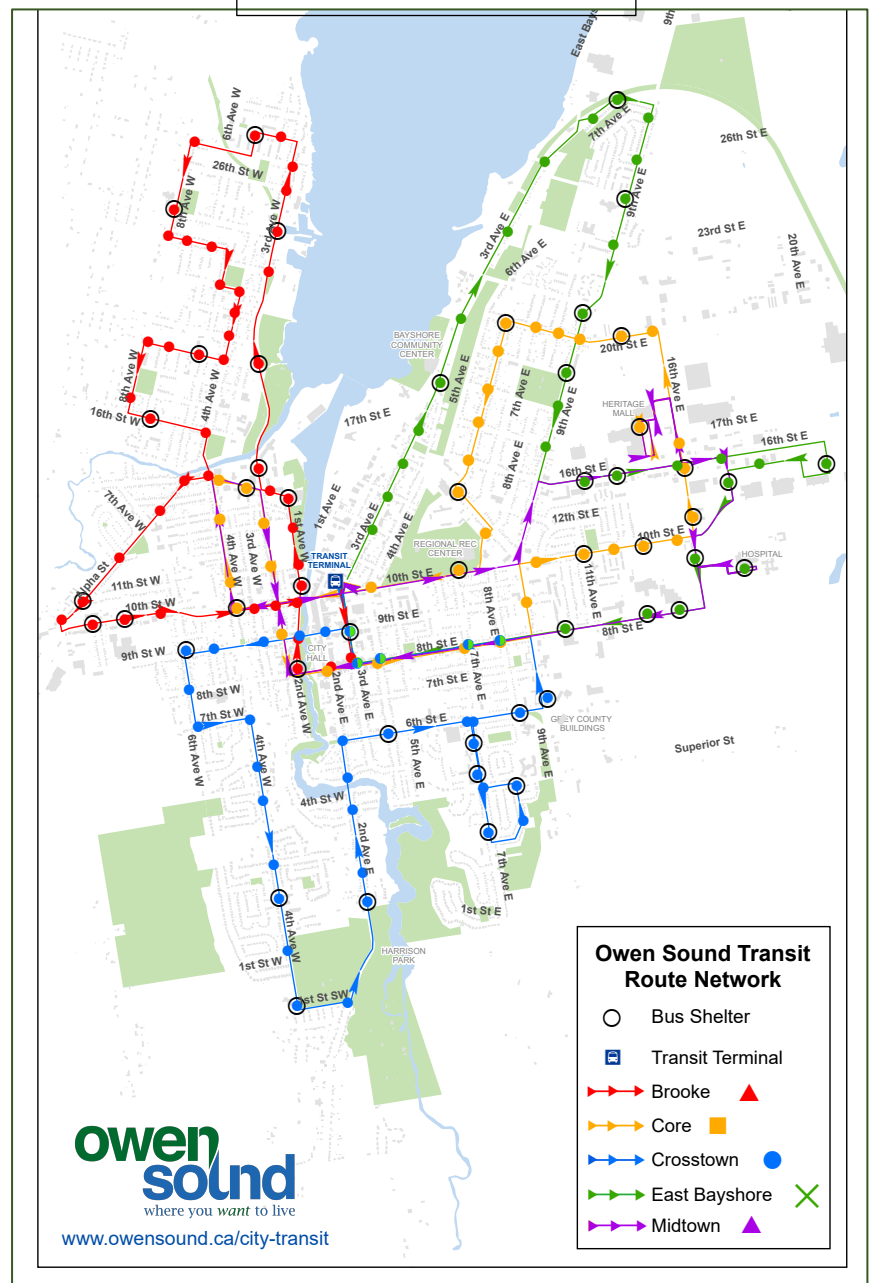 East Bays
9th
6th Ave W
26th St W
8th Ave W
3rd Ave W
7th Ave E
26th St E
9th Ave E
23rd St E
20th Ave E
3rd Ave E
6th Ave E
BAYSHORE
COMMUNITY
CENTER
20th St E
5th Ave E
7th Ave E
9th Ave E
16th Ave E
8th Ave W
4th Ave W
16th St W
17th St E
HERITAGE
MALL
17th St E
16th St E
8th Ave E
16th St E
7th Ave W
1st Ave E
3rd Ave E
4th Ave E
12th St E
REGIONAL REC
CENTER
10th St E
1st Ave W
4th Ave W
3rd Ave W
TRANSIT
TERMINAL
10th St E
HOSPITAL
Alpha St
11th St W
10th St W
11th Ave E
8th Ave E
9th St E
8th St E
8th St E
9th St W
CITY
HALL
7th Ave E
7th St E
2nd Ave W
2nd Ave E
3rd Ave E
8th St W
7th St W
6th St E
GREY COUNTY
BUILDINGS
6th Ave W
4th Ave W
5th Ave E
9th Ave E
Superior St
4th St W
2nd Ave E
7th Ave E
1st St E
4th Ave W
1st St W
HARRISON
PARK
1st St SW
Owen Sound Transit
Route Network
Bus Shelter
Transit Terminal
Brooke
Core
Crosstown
East Bayshore
Midtown
owen
sound
where you want to live
www.owensound.ca/city-transit